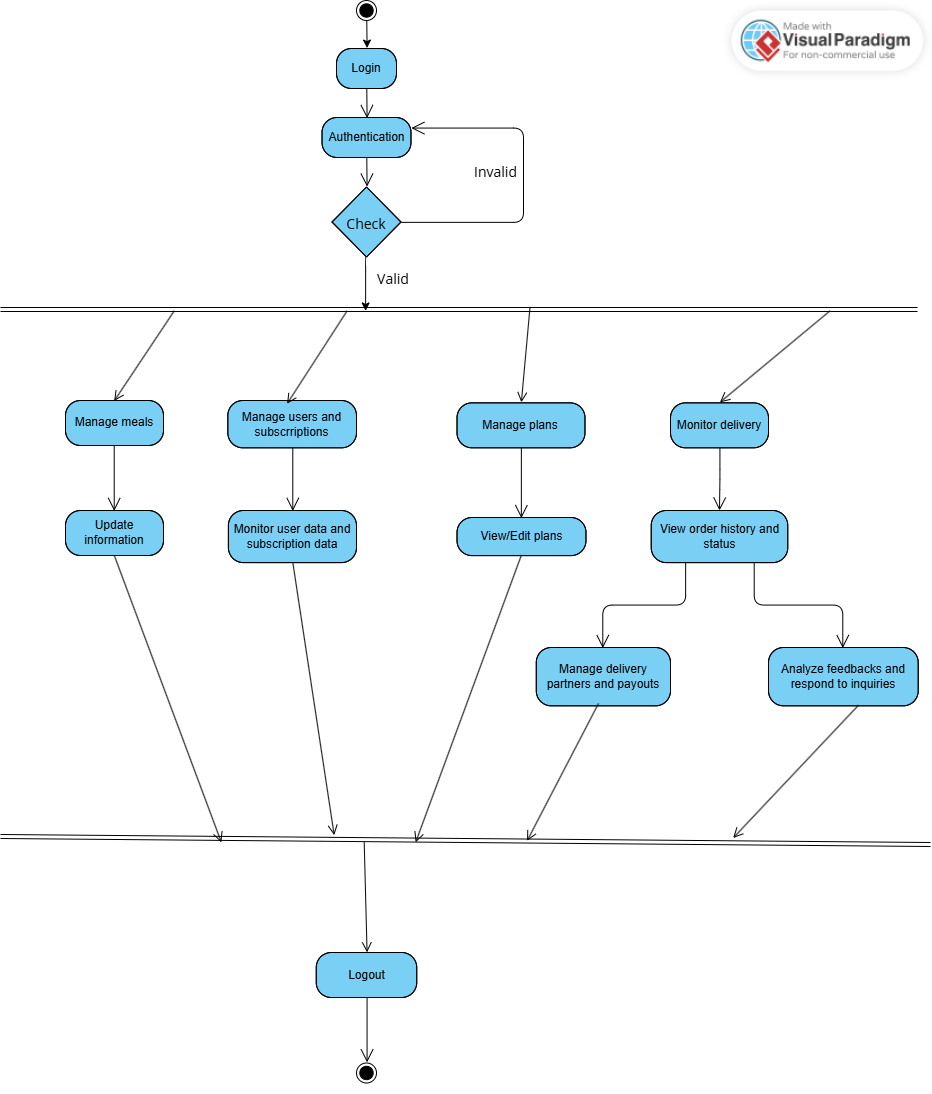 Made with
VisualParadigm
For non-commercial use
Login
Authentication
Invalid
Check
Valid
Manage meals
Manage users and
subscrriptions
Manage plans
Monitor delivery
Update
information
Monitor user data and
subscription data
View/Edit plans
View order history and
status
Manage delivery
partners and payouts
Analyze feedbacks and
respond to inquiries
Logout